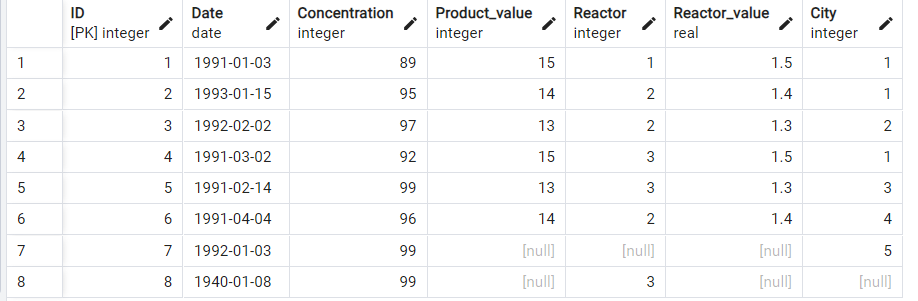 ID Date Concentration Product_value Reactor Reactor_value City
[PK] integer date integer integer integer real integer
1 1 1991-01-03 89 15 1 1.5 1
2 2 1993-01-15 95 14 2 1.4 1
3 3 1992-02-02 97 13 2 1.3 2
4 4 1991-03-02 92 15 3 1.5 1
5 5 1991-02-14 99 13 3 1.3 3
6 6 1991-04-04 96 14 2 1.4 4
7 7 1992-01-03 99 [null] [null] [null] 5
8 8 1940-01-08 99 [null] 3 [null] [null]